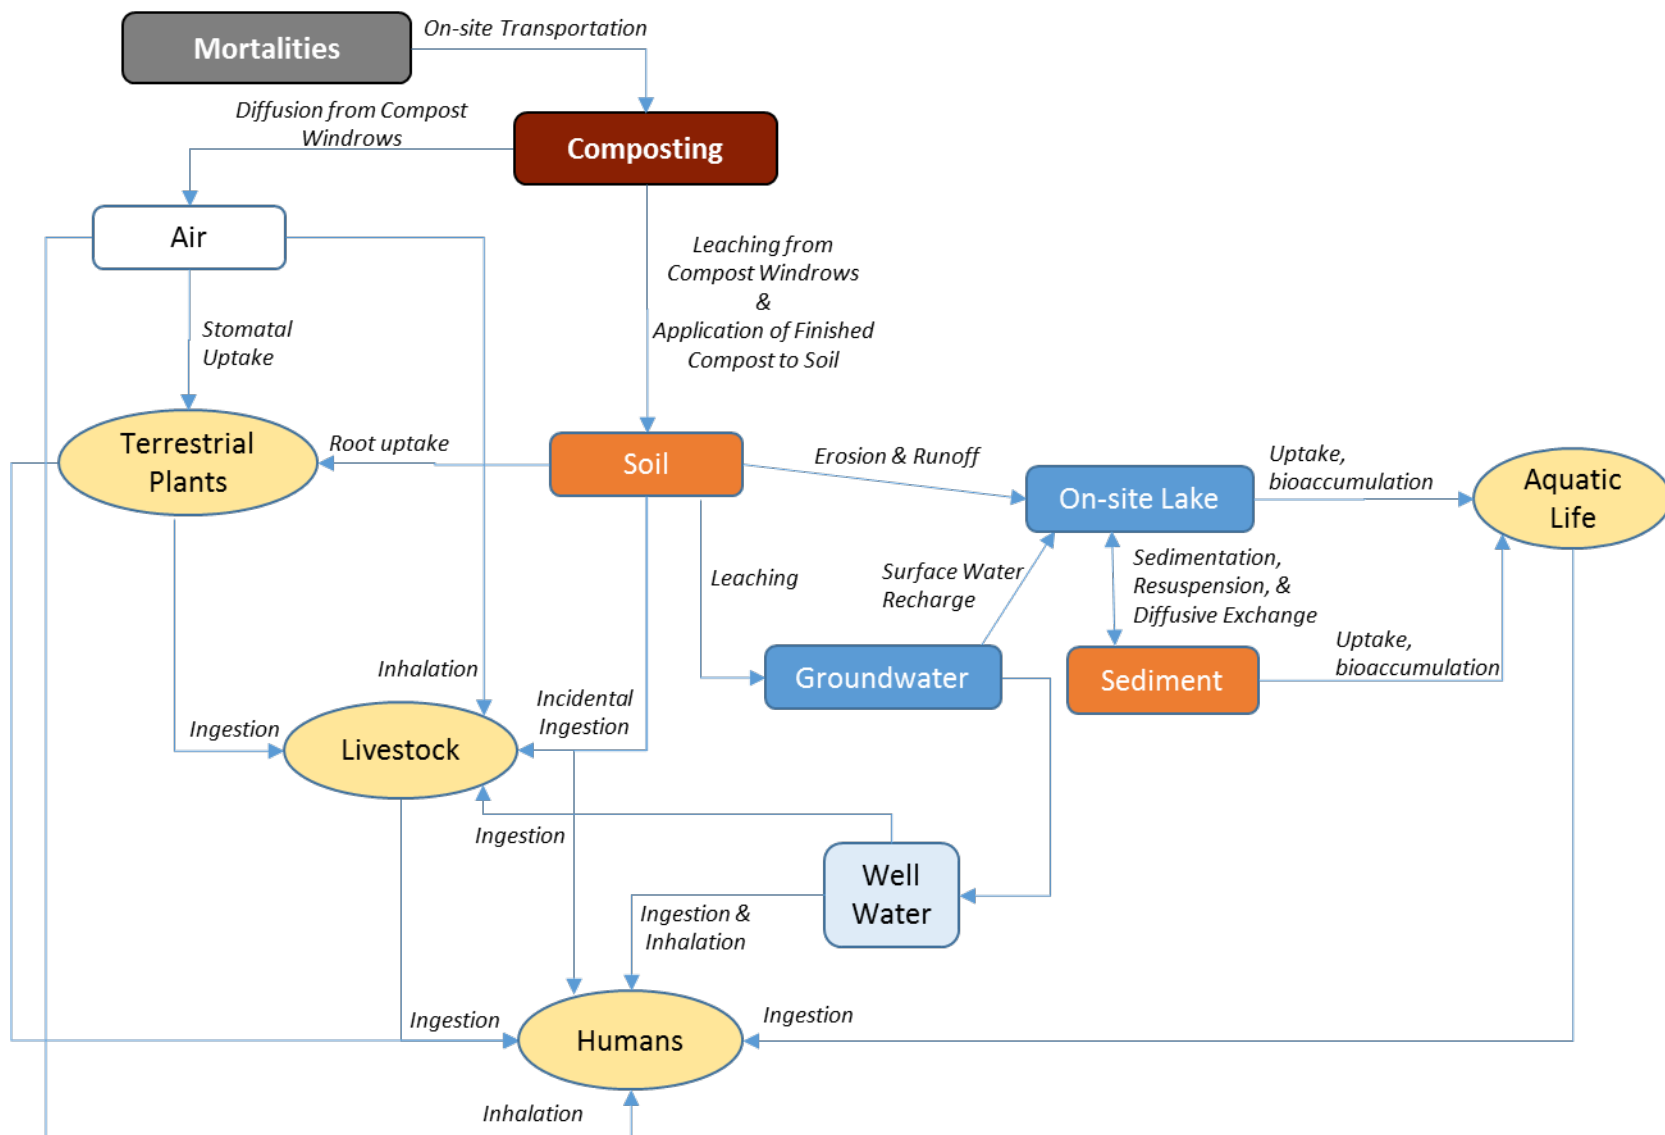 Mortalities
On-site Transportation
Diffusion from Compost
Windrows
Composting
Air
Leaching from
Compost Windrows
&
Application of Finished
Compost to Soil
Stomatal
Uptake
Terrestrial
Plants
Root uptake
Soil
Erosion & Runoff
On-site Lake
Uptake,
bioaccumulation
Aquatic
Life
Leaching
Surface Water
Recharge
Sedimentation,
Resuspension, &
Diffusive Exchange
Groundwater
Sediment
Uptake,
bioaccumulation
Inhalation
Incidental
Ingestion
Ingestion
Livestock
Ingestion
Well
Water
Ingestion &
Inhalation
Ingestion
Humans
Ingestion
Inhalation